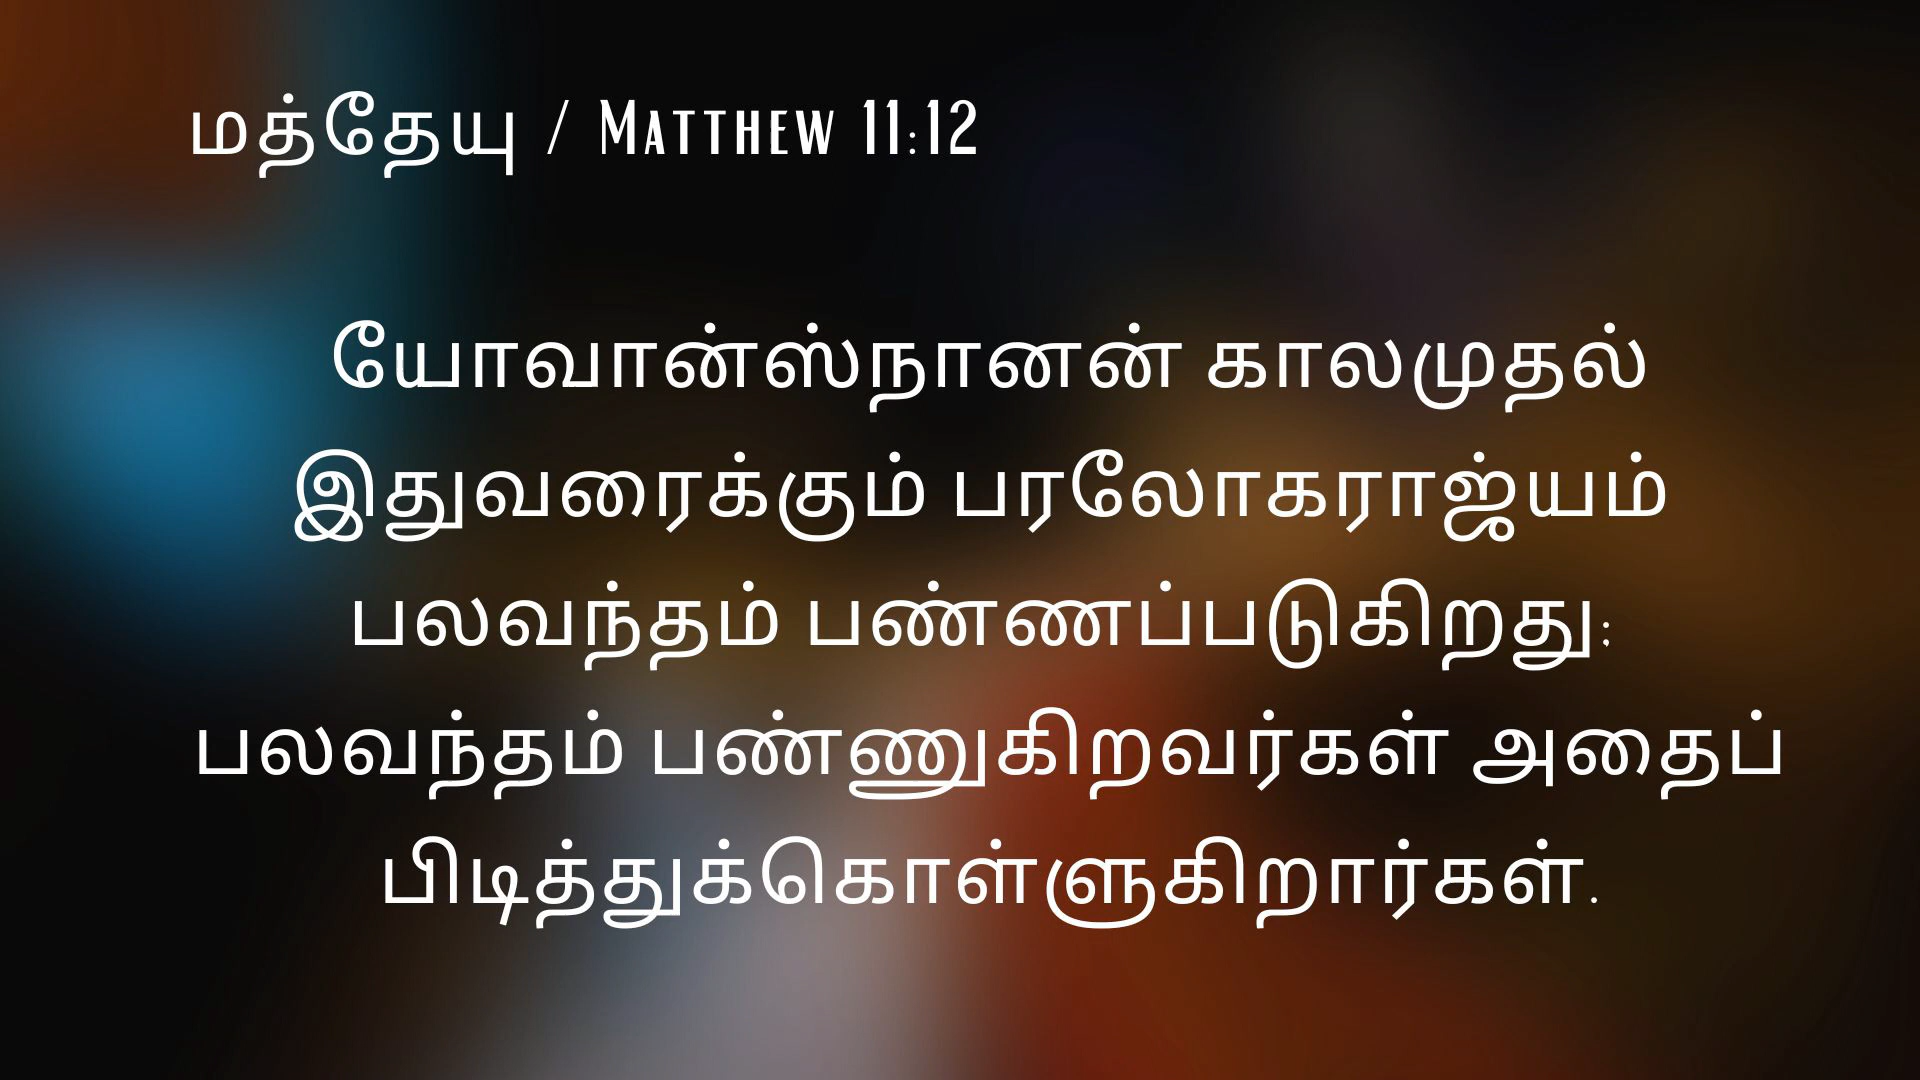 மத்தேயு / Matthew 11:12
யோவான்ஸ்நானன் காலமுதல்
இதுவரைக்கும் பரலோகராஜ்யம்
பலவந்தம் பண்ணப்படுகிறது;
பலவந்தம் பண்ணுகிறவர்கள் அதைப்
பிடித்துக்கொள்ளுகிறார்கள்.